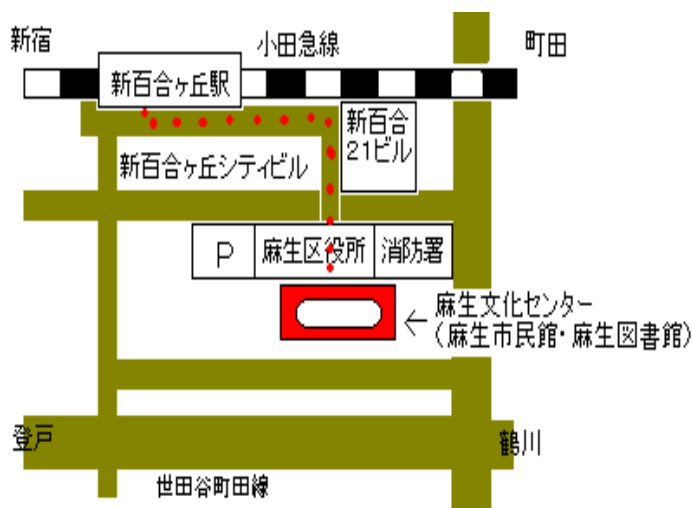 新宿
小田急線
町田
新百合ヶ丘駅
新百合
21ビル
新百合ヶ丘シティビル
P
麻生区役所
消防署
←麻生文化センター
(麻生市民館・麻生図書館)
登戸
鶴川
世田谷町田線